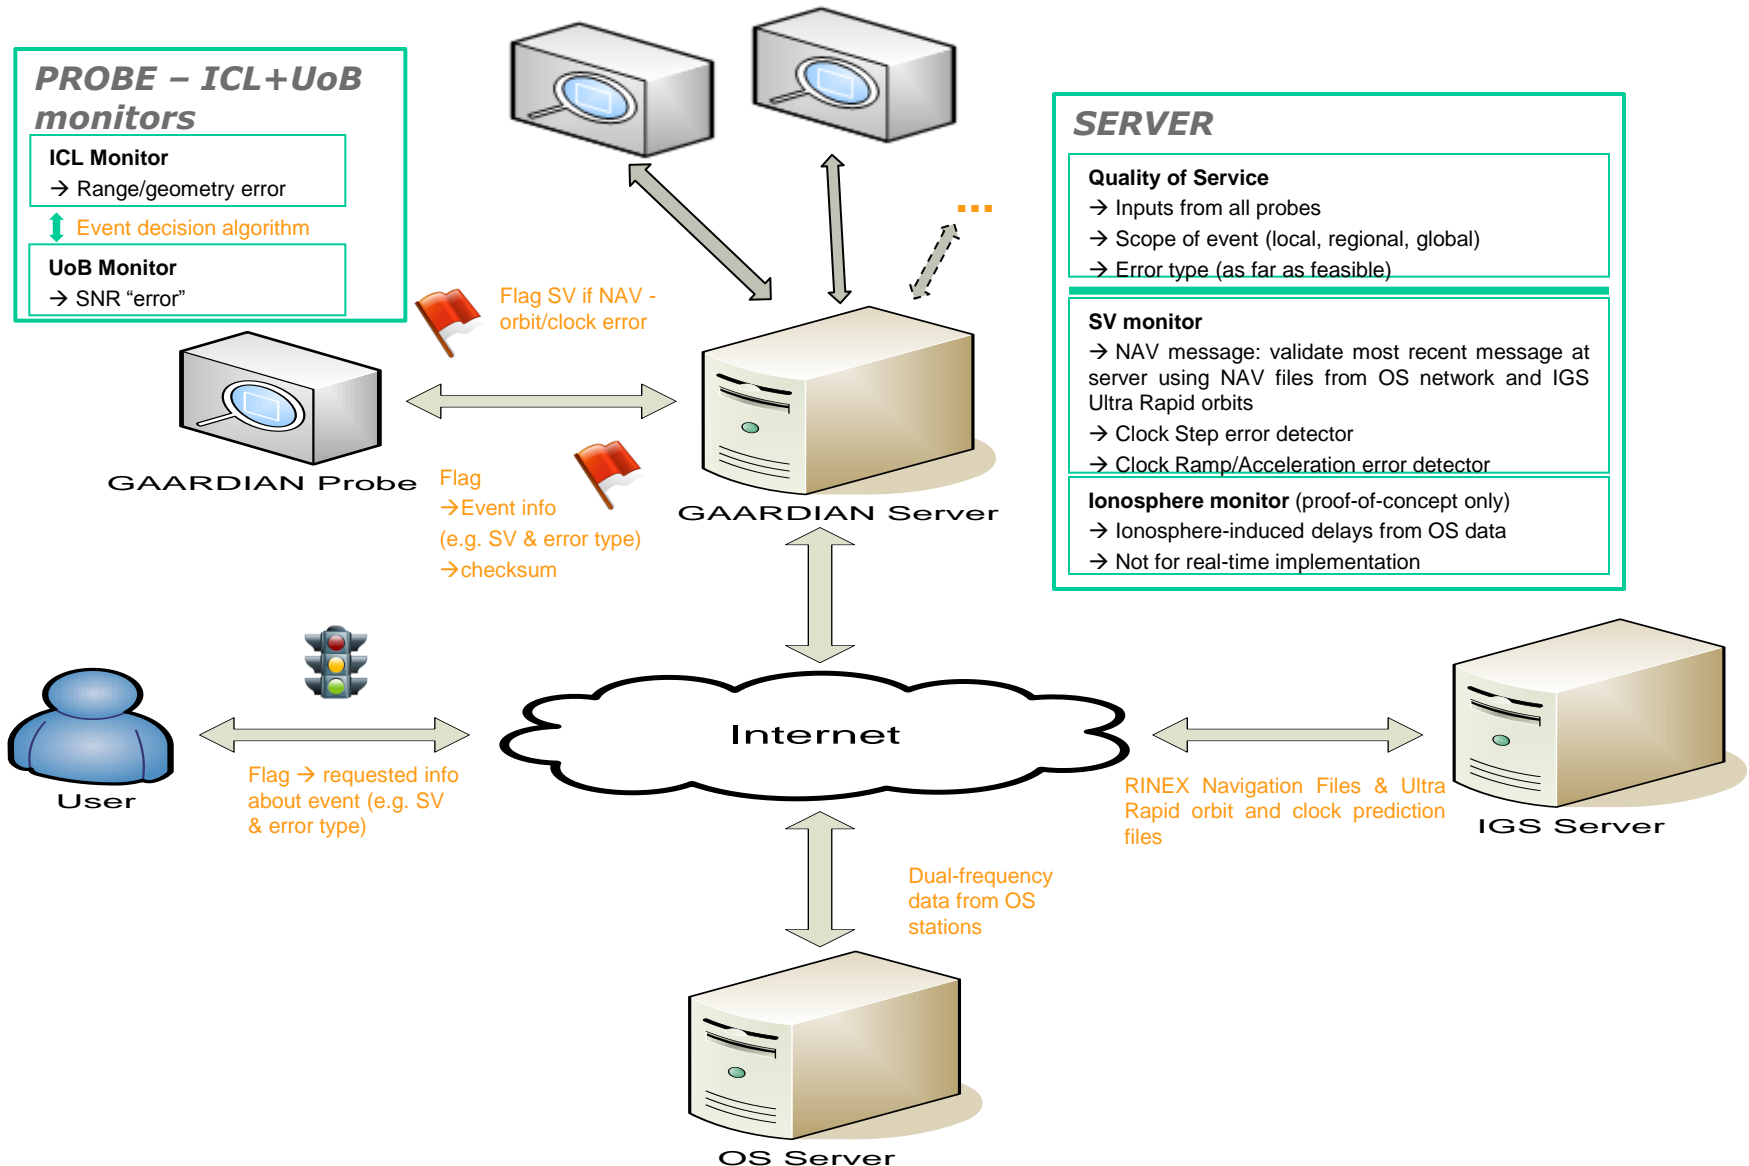 PROBE – ICL+UoB
monitors
ICL Monitor
→ Range/geometry error
Event decision algorithm
UoB Monitor
→ SNR “error”
...
SERVER
Quality of Service
→ Inputs from all probes
→ Scope of event (local, regional, global)
→ Error type (as far as feasible)
SV monitor
→ NAV message: validate most recent message at
server using NAV files from OS network and IGS
Ultra Rapid orbits
→ Clock Step error detector
→ Clock Ramp/Acceleration error detector
Ionosphere monitor (proof-of-concept only)
→ Ionosphere-induced delays from OS data
→ Not for real-time implementation
Flag SV if NAV -
orbit/clock error
GAARDIAN Probe
Flag
→Event info
(e.g. SV & error type)
→checksum
GAARDIAN Server
User
Flag → requested info
about event (e.g. SV
& error type)
Internet
RINEX Navigation Files & Ultra
Rapid orbit and clock prediction
files
IGS Server
Dual-frequency
data from OS
stations
OS Server